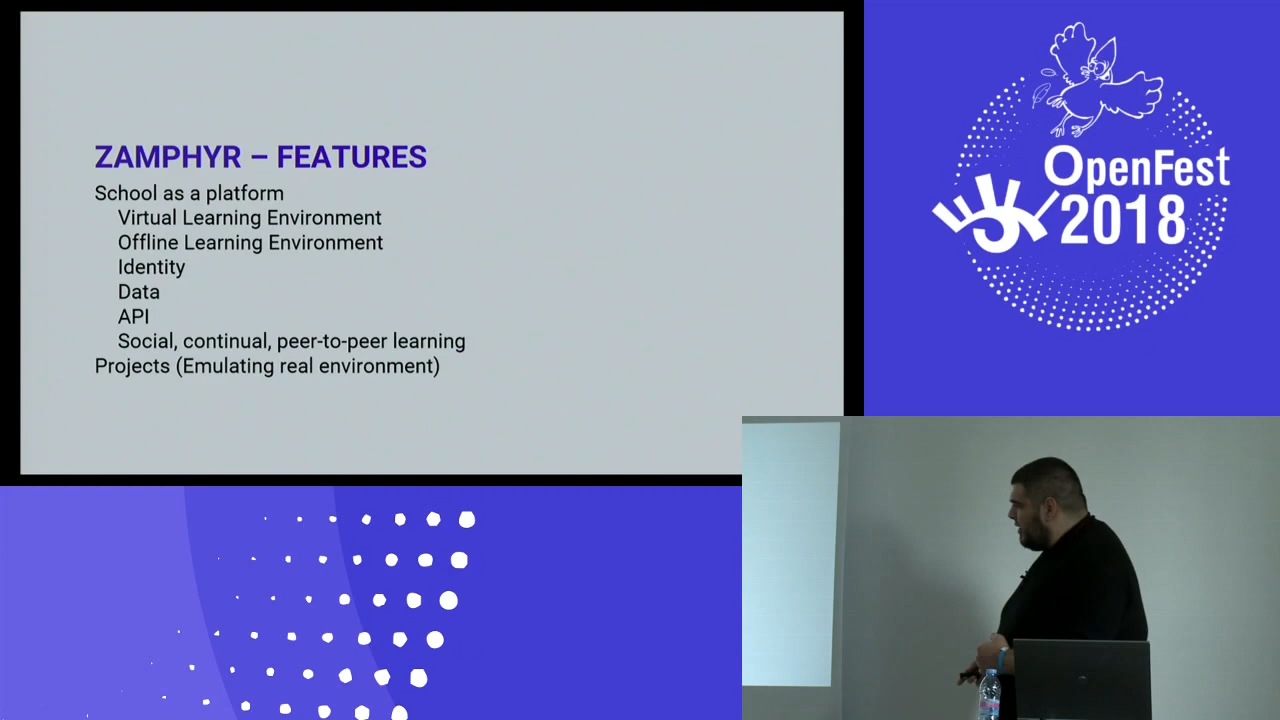 ZAMPHYR – FEATURES
School as a platform
Virtual Learning Environment
Offline Learning Environment
Identity
Data
API
Social, continual, peer-to-peer learning
Projects (Emulating real environment)
OpenFest
2018